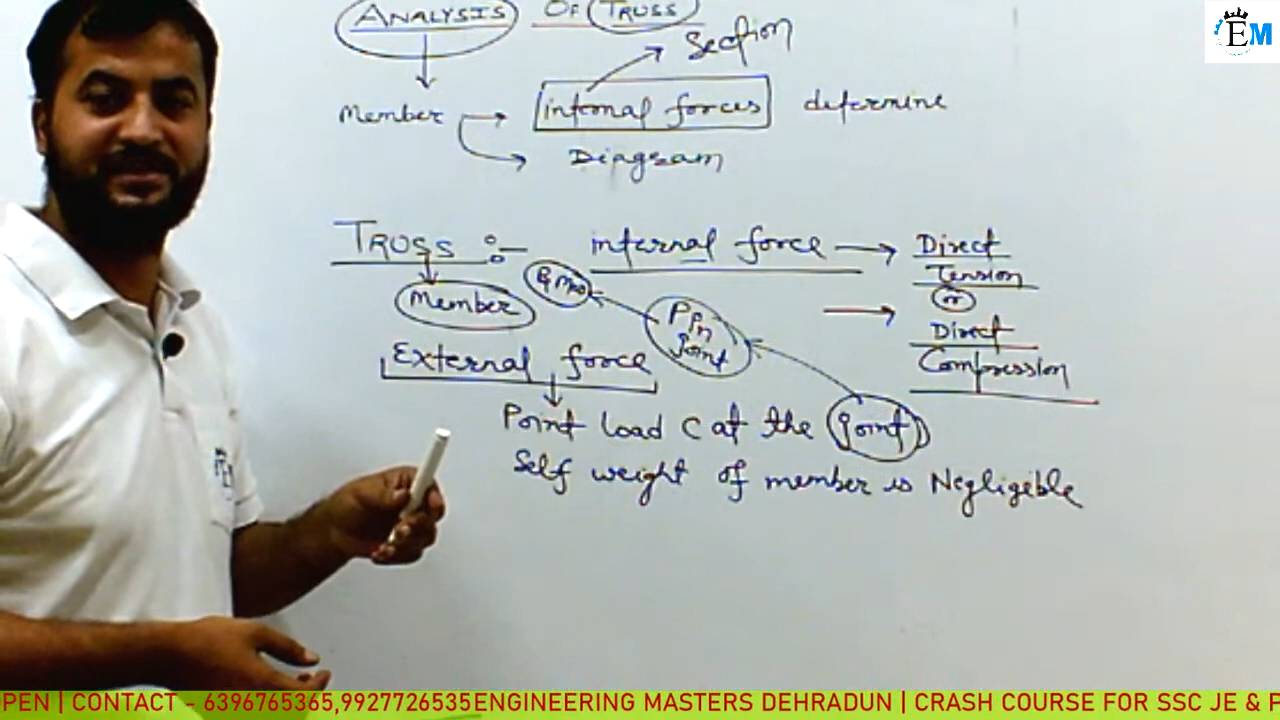 ANALYSIS OF TRUSS
Section
Member internal forces determine
Diagram
TRUSS :- internal force → Direct
Tension
or
Member
Pin
Joint
Direct
Compression
External force
Point load @ at the joint
Self weight of member is Negligible
EM
OPEN | CONTACT - 6396765365,9927726535ENGINEERING MASTERS DEHRADUN | CRASH COURSE FOR SSC JE & P